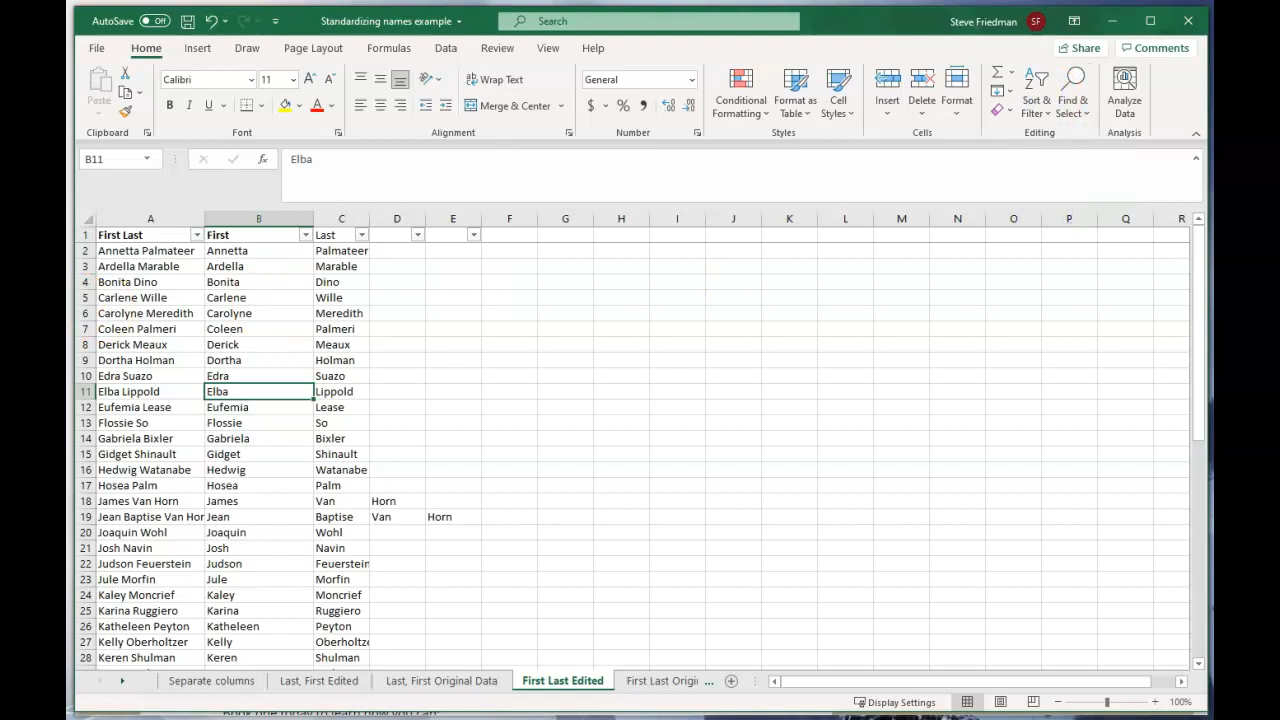 AutoSave Off Standardizing names example Search Steve Friedman SF
File Home Insert Draw Page Layout Formulas Data Review View Help Share Comments
Paste Calibri 11 A A Wrap Text General Conditional Formatting Format as Table Cell Styles Insert Delete Format Sort & Filter Find & Select Analyze Data
B I U A Merge & Center $ %
Clipboard Font Alignment Number Styles Cells Editing Analysis
B11 fx Elba
A B C D E F G H I J K L M N O P Q R
1 First Last First Last
2 Annetta Palmateer Annetta Palmateer
3 Ardella Marable Ardella Marable
4 Bonita Dino Bonita Dino
5 Carlene Wille Carlene Wille
6 Carolyne Meredith Carolyne Meredith
7 Coleen Palmeri Coleen Palmeri
8 Derick Meaux Derick Meaux
9 Dortha Holman Dortha Holman
10 Edra Suazo Edra Suazo
11 Elba Lippold Elba Lippold
12 Eufemia Lease Eufemia Lease
13 Flossie So Flossie So
14 Gabriela Bixler Gabriela Bixler
15 Gidget Shinault Gidget Shinault
16 Hedwig Watanabe Hedwig Watanabe
17 Hosea Palm Hosea Palm
18 James Van Horn James Van Horn
19 Jean Baptise Van Hor Jean Baptise Van Horn
20 Joaquin Wohl Joaquin Wohl
21 Josh Navin Josh Navin
22 Judson Feuerstein Judson Feuerstein
23 Jule Morfin Jule Morfin
24 Kaley Moncrief Kaley Moncrief
25 Karina Ruggiero Karina Ruggiero
26 Katheleen Peyton Katheleen Peyton
27 Kelly Oberholtzer Kelly Oberholtze
28 Keren Shulman Keren Shulman
Separate columns Last, First Edited Last, First Original Data First Last Edited First Last Origii ...
Display Settings 100%
Book one today to learn how you can: